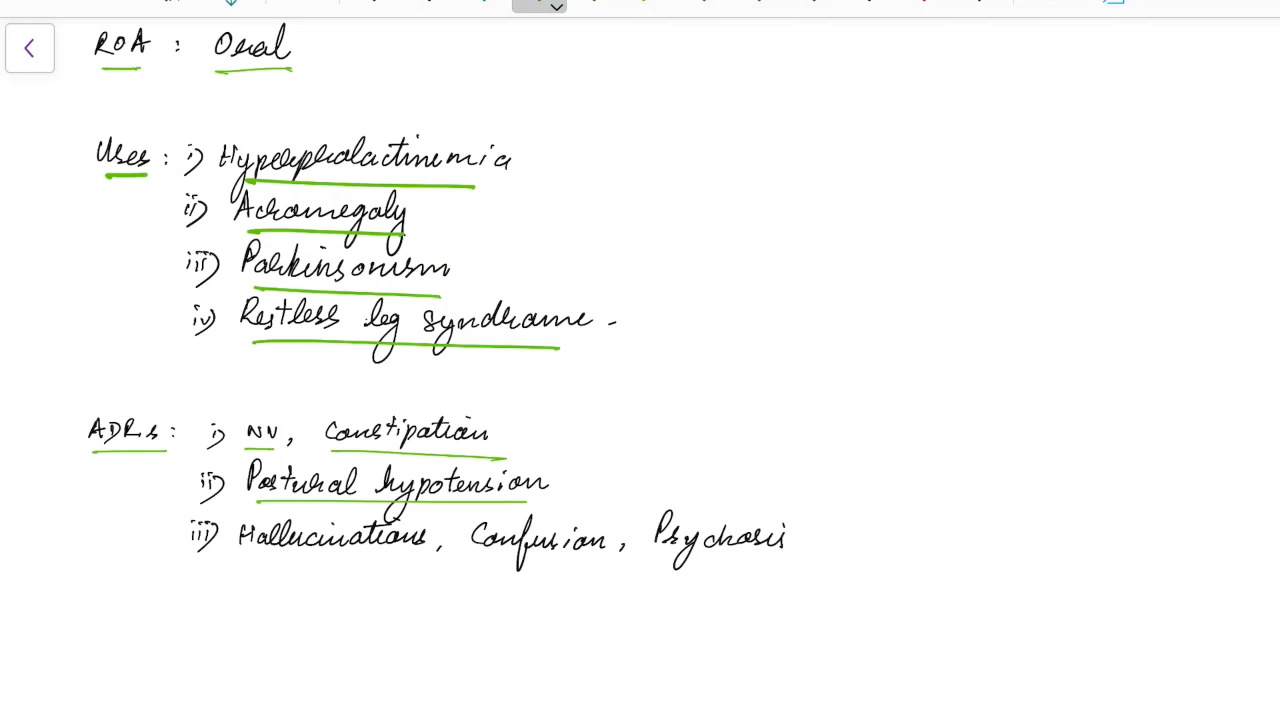 ROA : Oral
Uses : i) Hyperprolactinemia
ii) Acromegaly
iii) Parkinsonism
iv) Restless leg syndrome -
ADRs : i) NV, Constipation
ii) Postural hypotension
iii) Hallucinations, Confusion, Psychosis